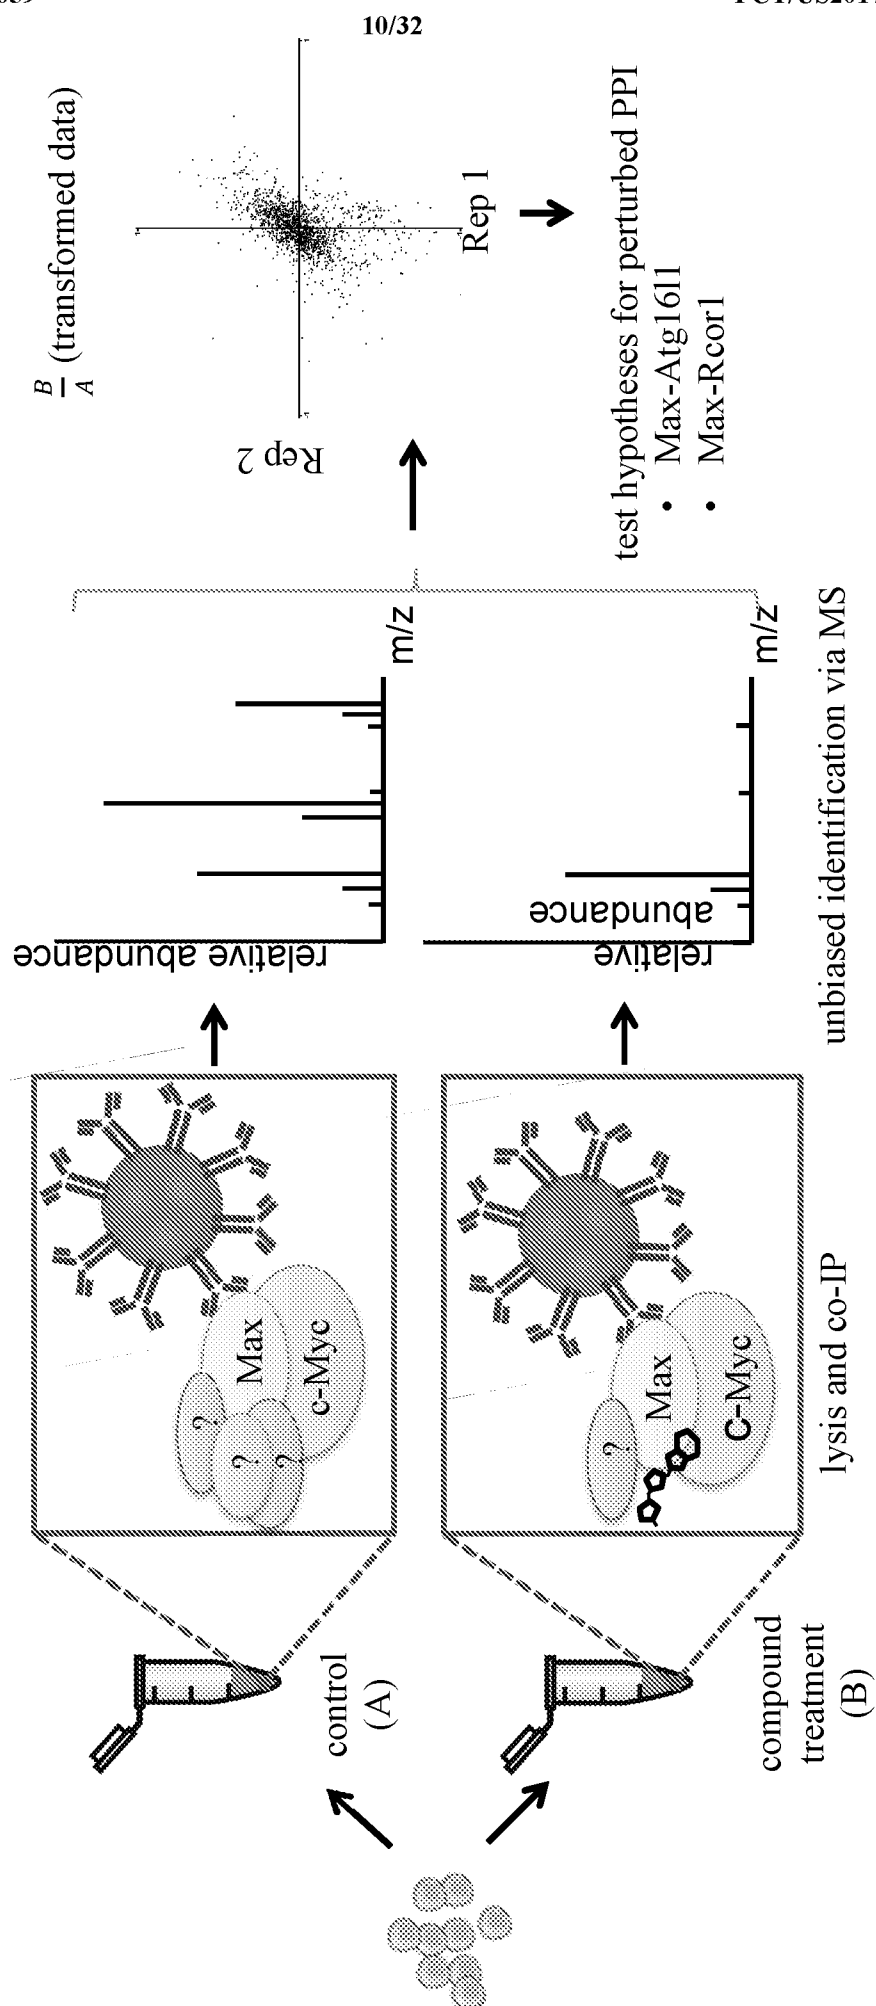 10/32
control
(A)
compound
treatment
(B)
?
?
?
Max
c-Myc
?
Max
C-Myc
lysis and co-IP
relative abundance
m/z
relative
abundance
m/z
unbiased identification via MS
B
A
(transformed data)
Rep 2
Rep 1
test hypotheses for perturbed PPI
• Max-Atg16l1
• Max-Rcor1